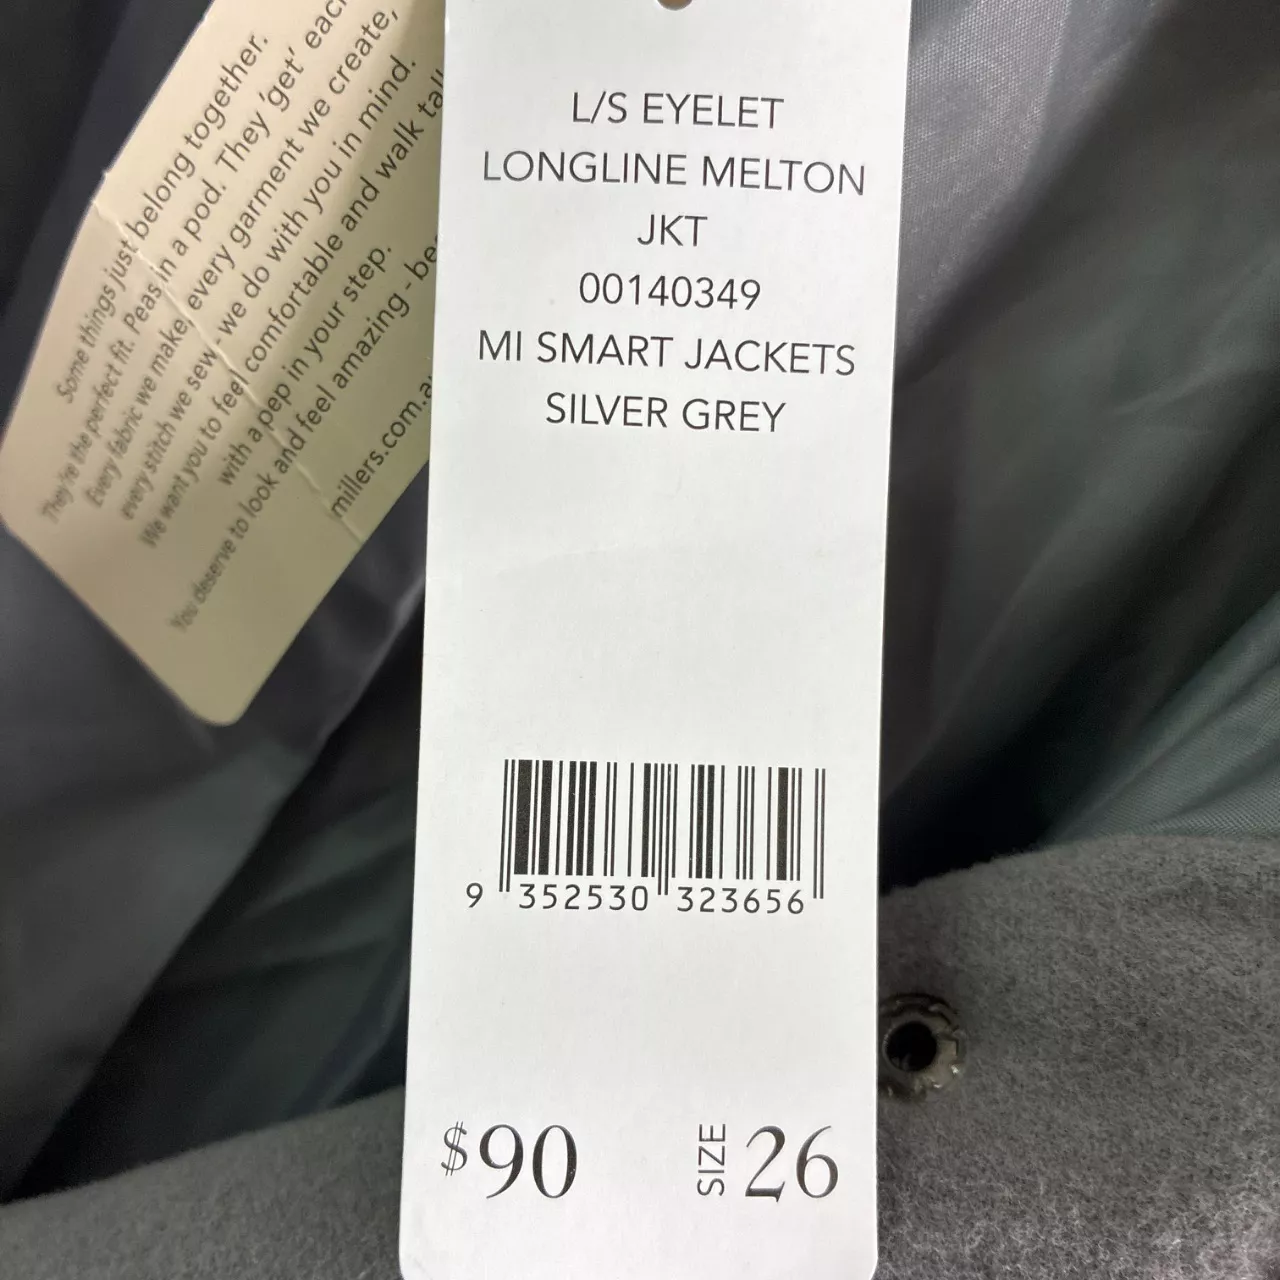 Some things just belong together.
They're the perfect fit. Peas in a pod. They 'get' each
Every fabric we make, every garment we create,
every stitch we sew - we do with you in mind.
We want you to feel comfortable and walk tall
with a pep in your step.
You deserve to look and feel amazing - be
millers.com.a
L/S EYELET
LONGLINE MELTON
JKT
00140349
MI SMART JACKETS
SILVER GREY
9 352530 323656
$90 SIZE 26